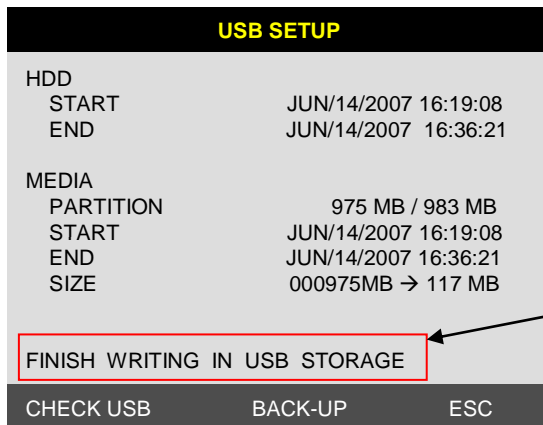 USB SETUP
HDD
START JUN/14/2007 16:19:08
END JUN/14/2007 16:36:21
MEDIA
PARTITION 975 MB / 983 MB
START JUN/14/2007 16:19:08
END JUN/14/2007 16:36:21
SIZE 000975MB → 117 MB
FINISH WRITING IN USB STORAGE
CHECK USB BACK-UP ESC